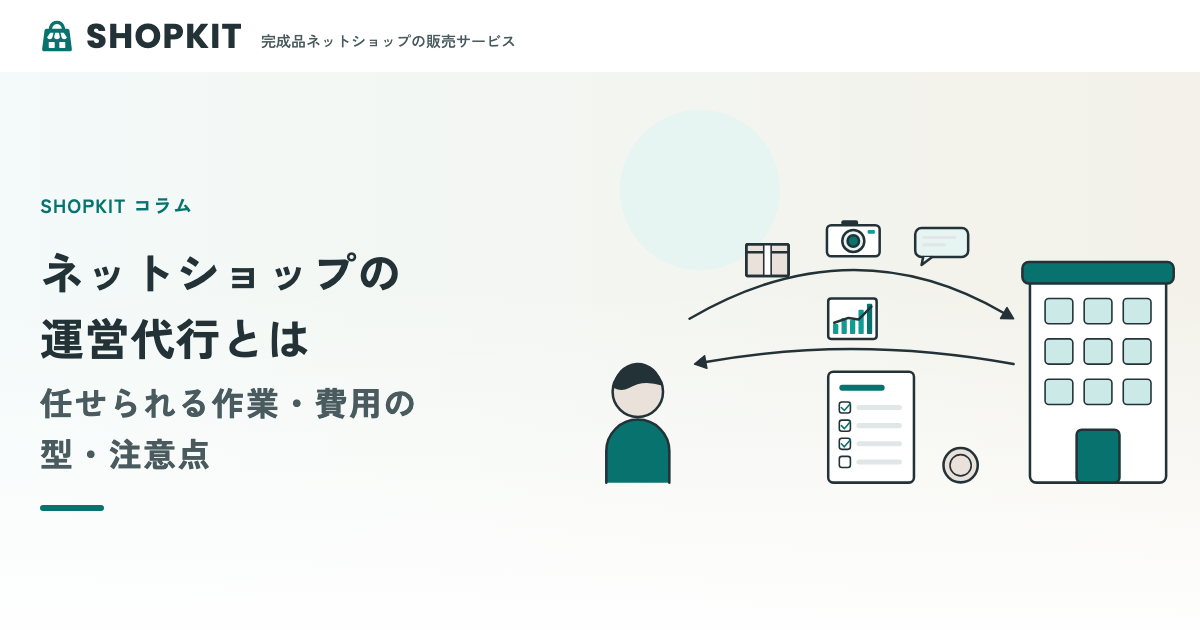 SHOPKIT 完成品ネットショップの販売サービス
SHOPKIT コラム
ネットショップの
運営代行とは
任せられる作業・費用の
型・注意点